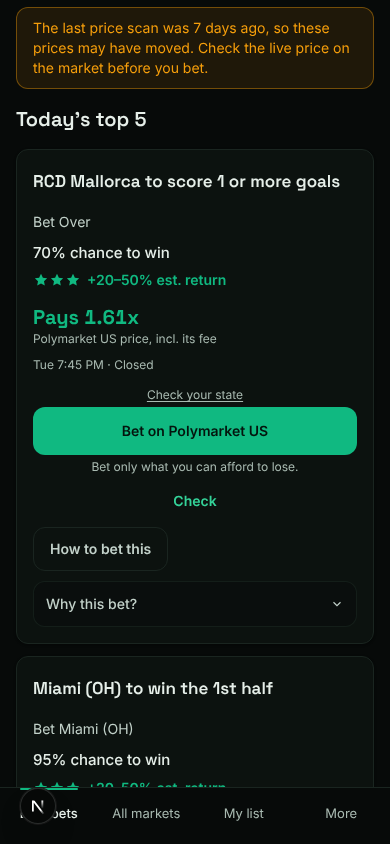 The last price scan was 7 days ago, so these
prices may have moved. Check the live price on
the market before you bet.
Today's top 5
RCD Mallorca to score 1 or more goals
Bet Over
70% chance to win
★★★ +20–50% est. return
Pays 1.61x
Polymarket US price, incl. its fee
Tue 7:45 PM · Closed
Check your state
Bet on Polymarket US
Bet only what you can afford to lose.
Check
How to bet this
Why this bet?
Miami (OH) to win the 1st half
Bet Miami (OH)
95% chance to win
N
All markets
My list
More